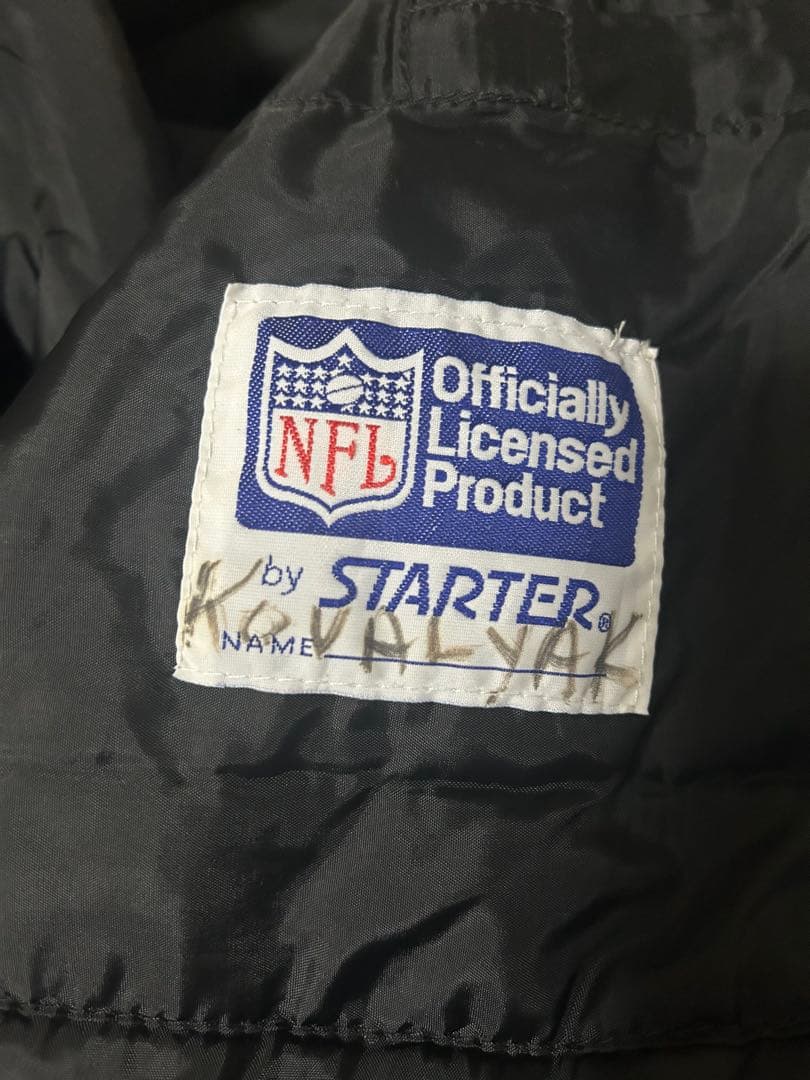 NFL
Officially
Licensed
Product
by STARTER®
NAME KOVALYAK